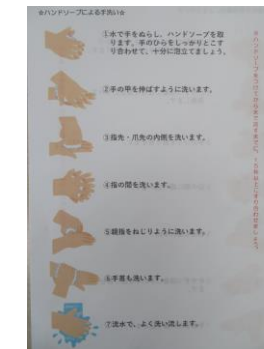 ※ハンドソープによる手洗い※
①水で手をぬらし、ハンドソープを取
ります。手のひらをしっかりとこす
り合わせて、十分に泡立てましょう。
②手の甲を伸ばすように洗います。
③指先・爪先の内側を洗います。
④指の間を洗います。
⑤親指をねじりように洗います。
⑥手首も洗います。
⑦流水で、よく洗い流します。